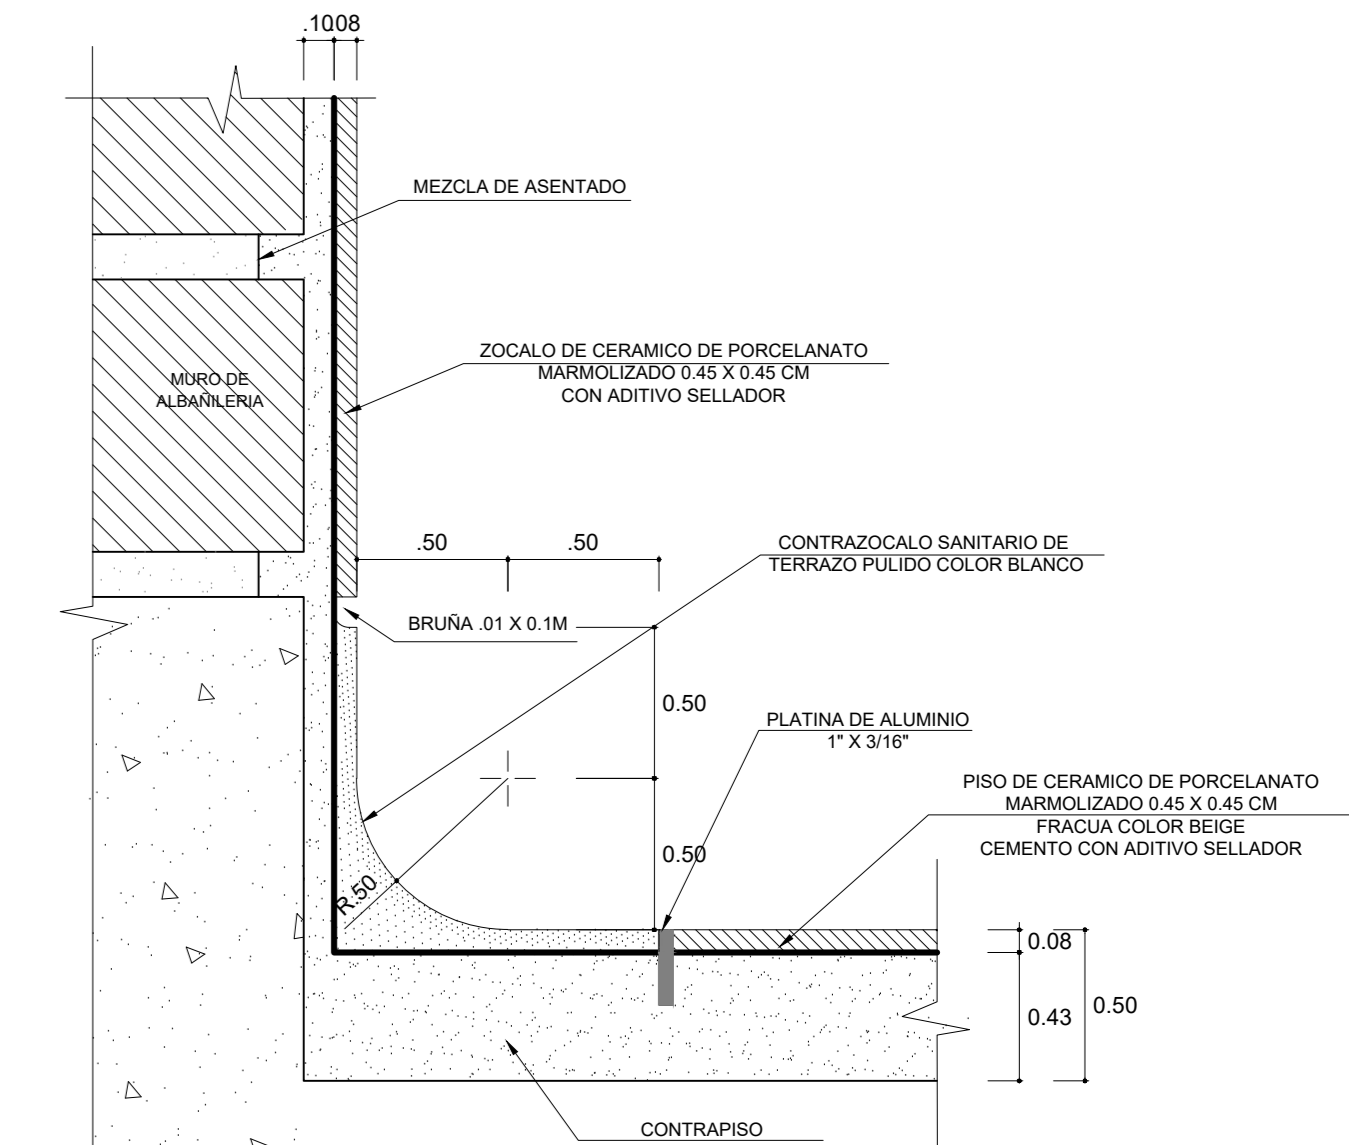 .10
.08
MEZCLA DE ASENTADO
ZOCALO DE CERAMICO DE PORCELANATO
MARMOLIZADO 0.45 X 0.45 CM
CON ADITIVO SELLADOR
MURO DE
ALBAÑILERIA
.50
.50
CONTRAZOCALO SANITARIO DE
TERRAZO PULIDO COLOR BLANCO
BRUÑA .01 X 0.1M
0.50
PLATINA DE ALUMINIO
1" X 3/16"
PISO DE CERAMICO DE PORCELANATO
MARMOLIZADO 0.45 X 0.45 CM
FRACUA COLOR BEIGE
CEMENTO CON ADITIVO SELLADOR
0.50
R.50
0.08
0.43
0.50
CONTRAPISO